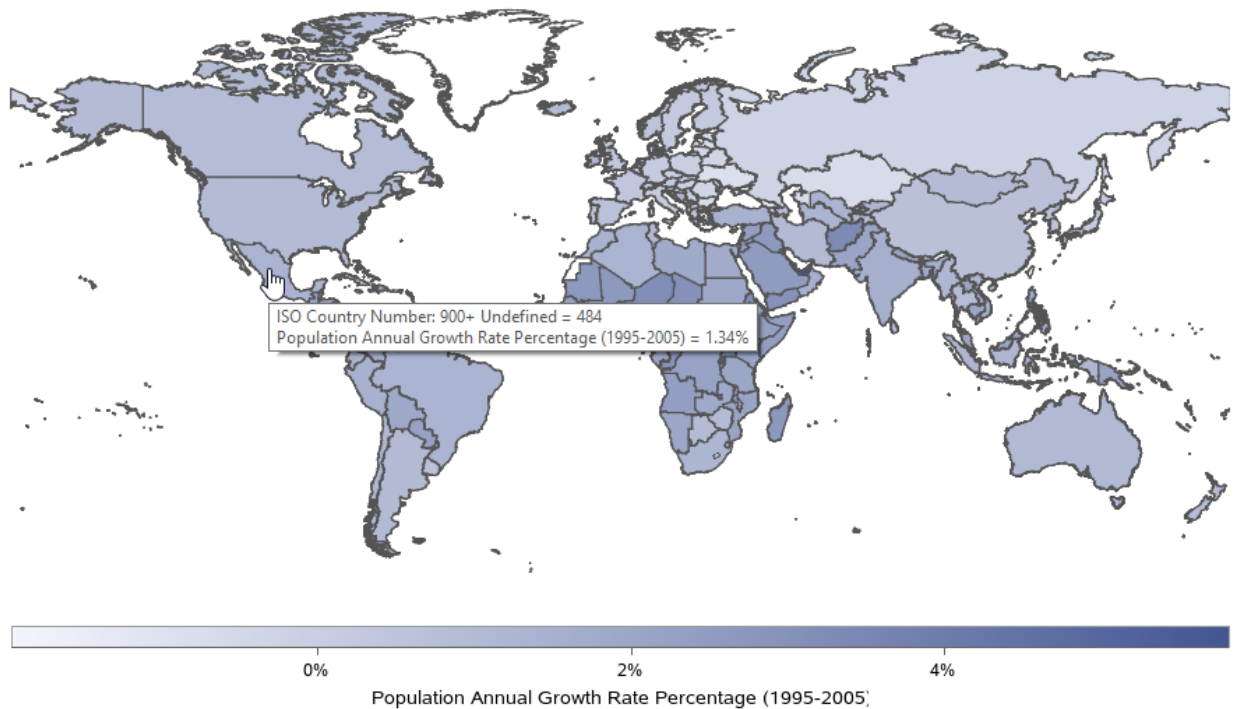 ISO Country Number: 900+ Undefined = 484
Population Annual Growth Rate Percentage (1995-2005) = 1.34%
0%
2%
4%
Population Annual Growth Rate Percentage (1995-2005)